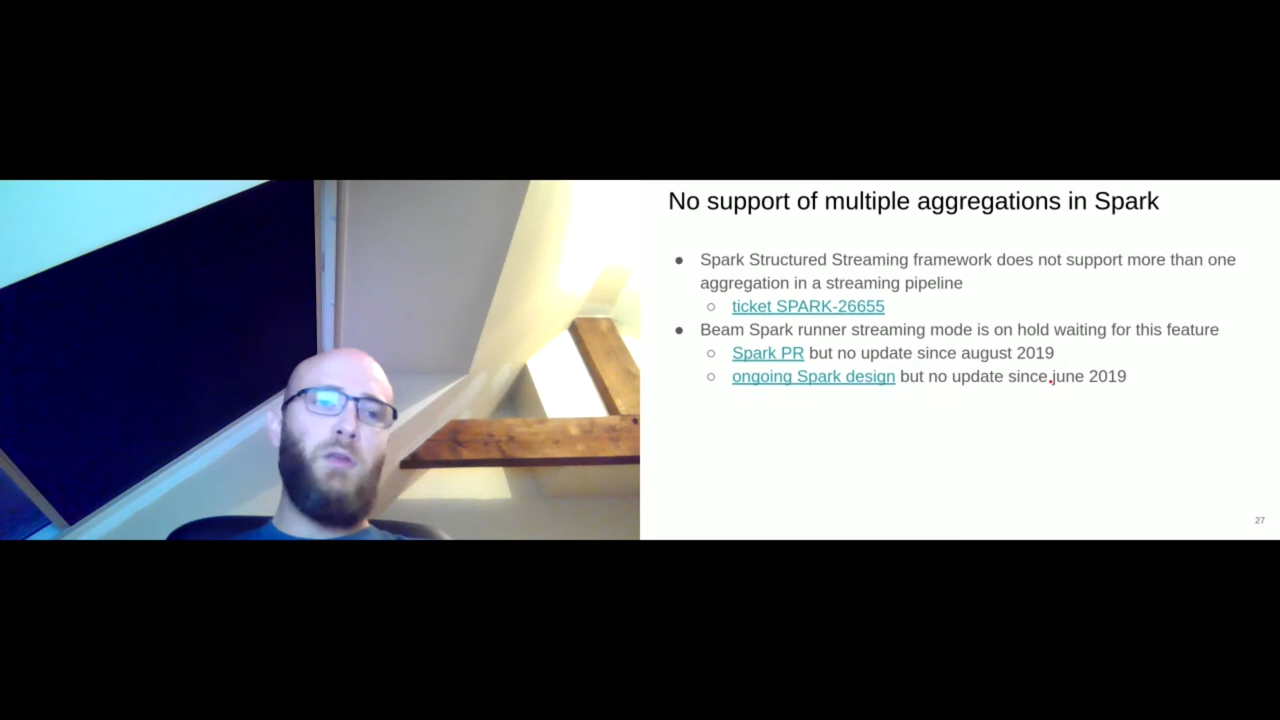 No support of multiple aggregations in Spark
● Spark Structured Streaming framework does not support more than one
aggregation in a streaming pipeline
○ ticket SPARK-26655
● Beam Spark runner streaming mode is on hold waiting for this feature
○ Spark PR but no update since august 2019
○ ongoing Spark design but no update since june 2019
27